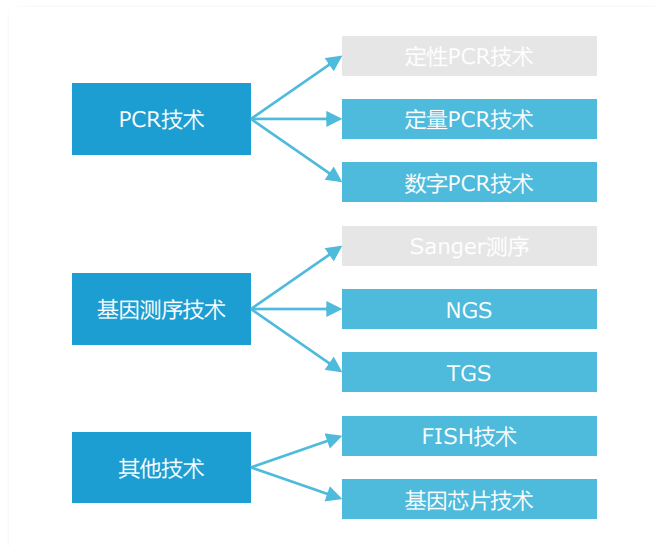 定性PCR技术
PCR技术
定量PCR技术
数字PCR技术
Sanger测序
基因测序技术
NGS
TGS
其他技术
FISH技术
基因芯片技术